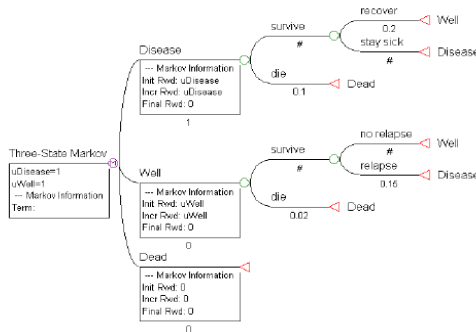 recover
Well
0.2
survive
#
stay sick
Disease
#
Disease
--- Markov Information
Init Rwd: uDisease
Incr Rwd: uDisease
Final Rwd: 0
1
die
Dead
0.1
Three-State Markov
M
uDisease=1
uWell=1
--- Markov Information
Term:
no relapse
Well
#
survive
#
relapse
Disease
0.15
Well
--- Markov Information
Init Rwd: uWell
Incr Rwd: uWell
Final Rwd: 0
0
die
Dead
0.02
Dead
--- Markov Information
Init Rwd: 0
Incr Rwd: 0
Final Rwd: 0
0